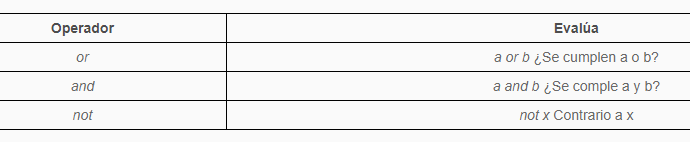 Operador Evalúa
or a or b ¿Se cumplen a o b?
and a and b ¿Se comple a y b?
not not x Contrario a x